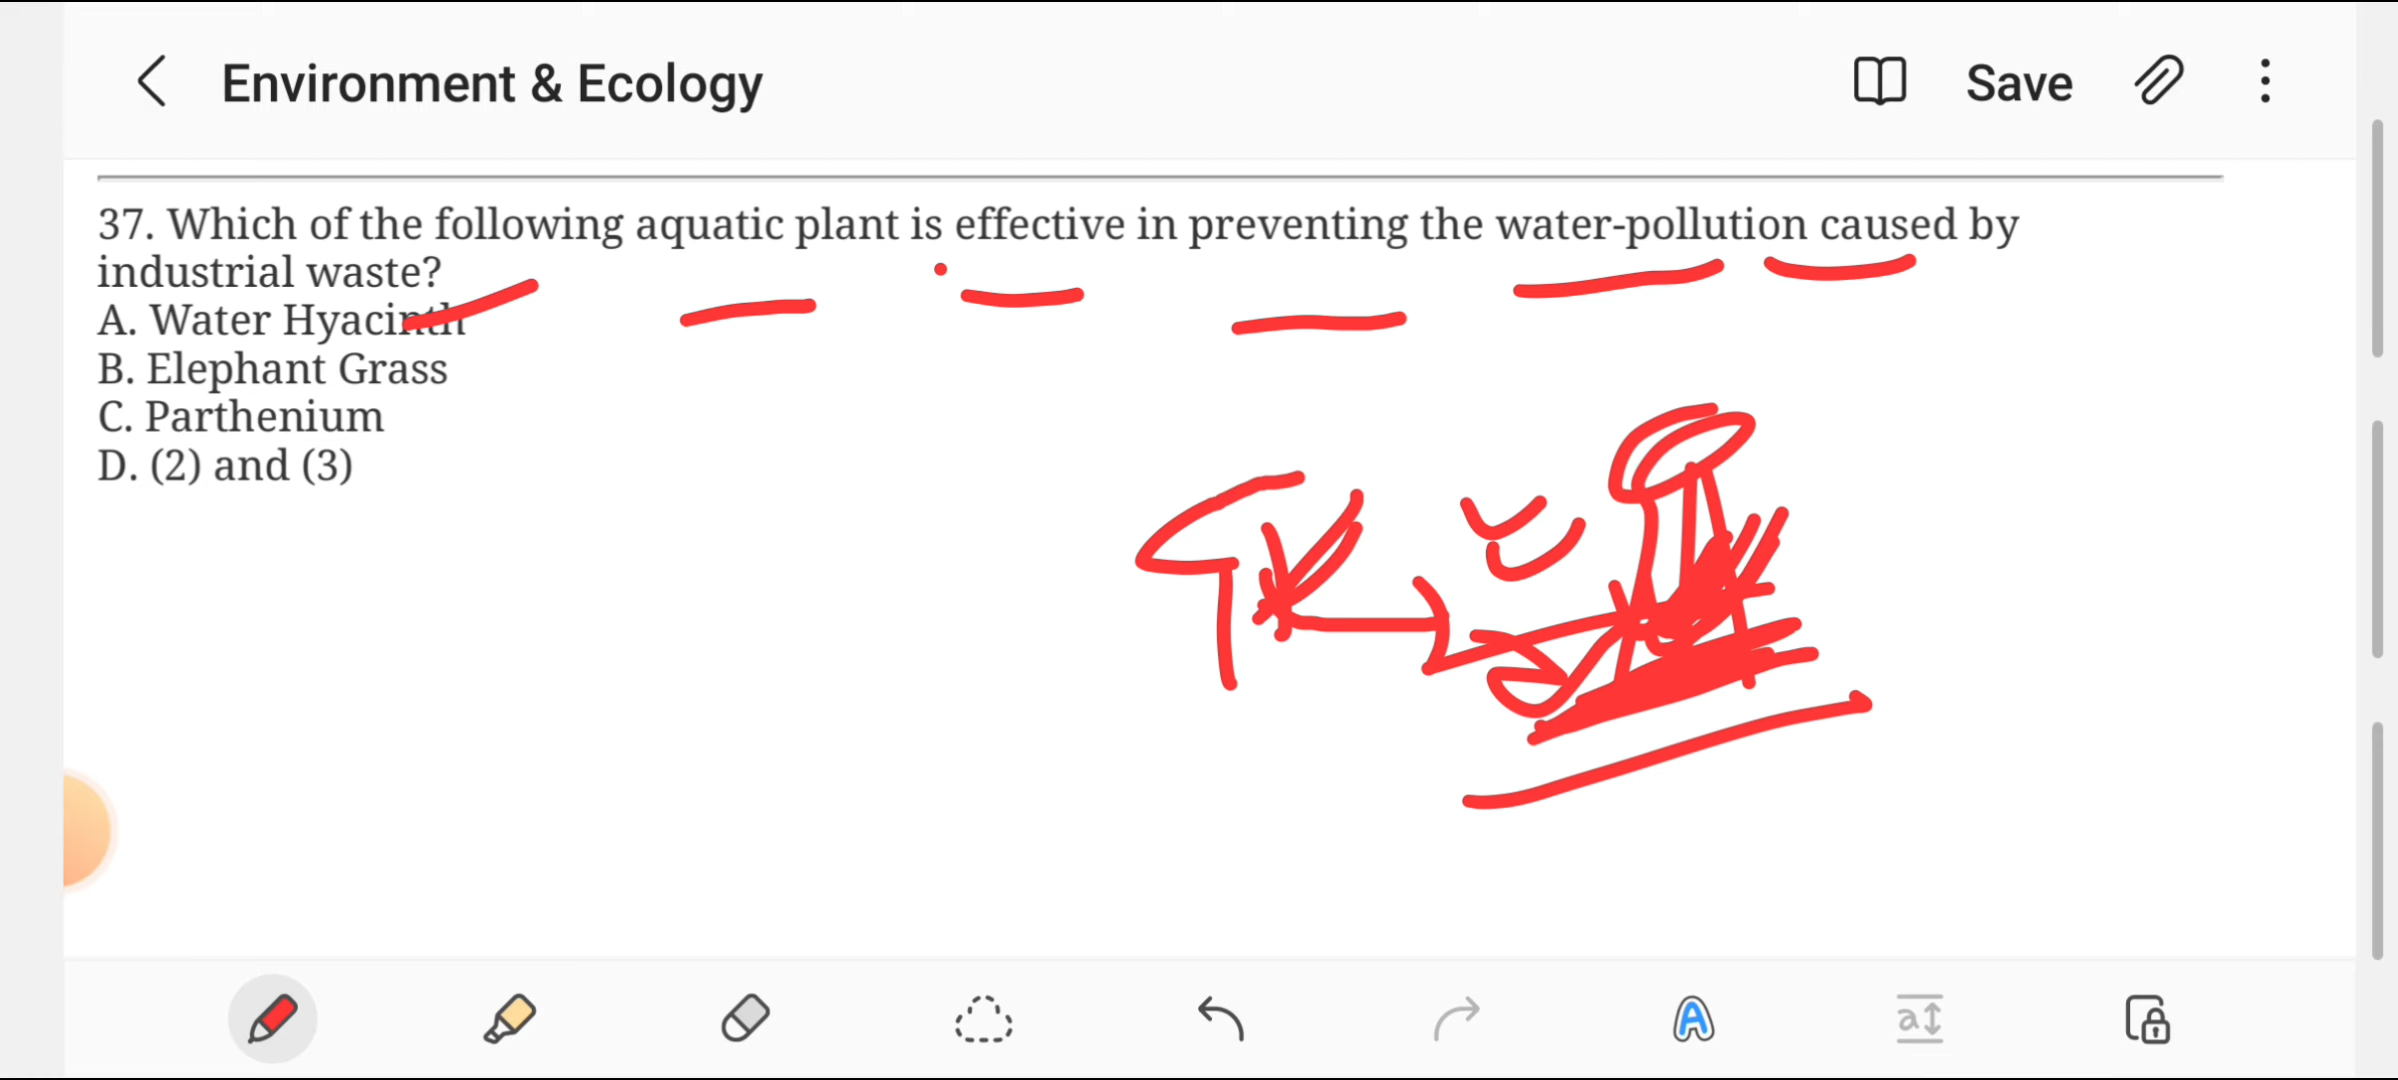 Environment & Ecology
Save
37. Which of the following aquatic plant is effective in preventing the water-pollution caused by
industrial waste?
A. Water Hyacinth
B. Elephant Grass
C. Parthenium
D. (2) and (3)